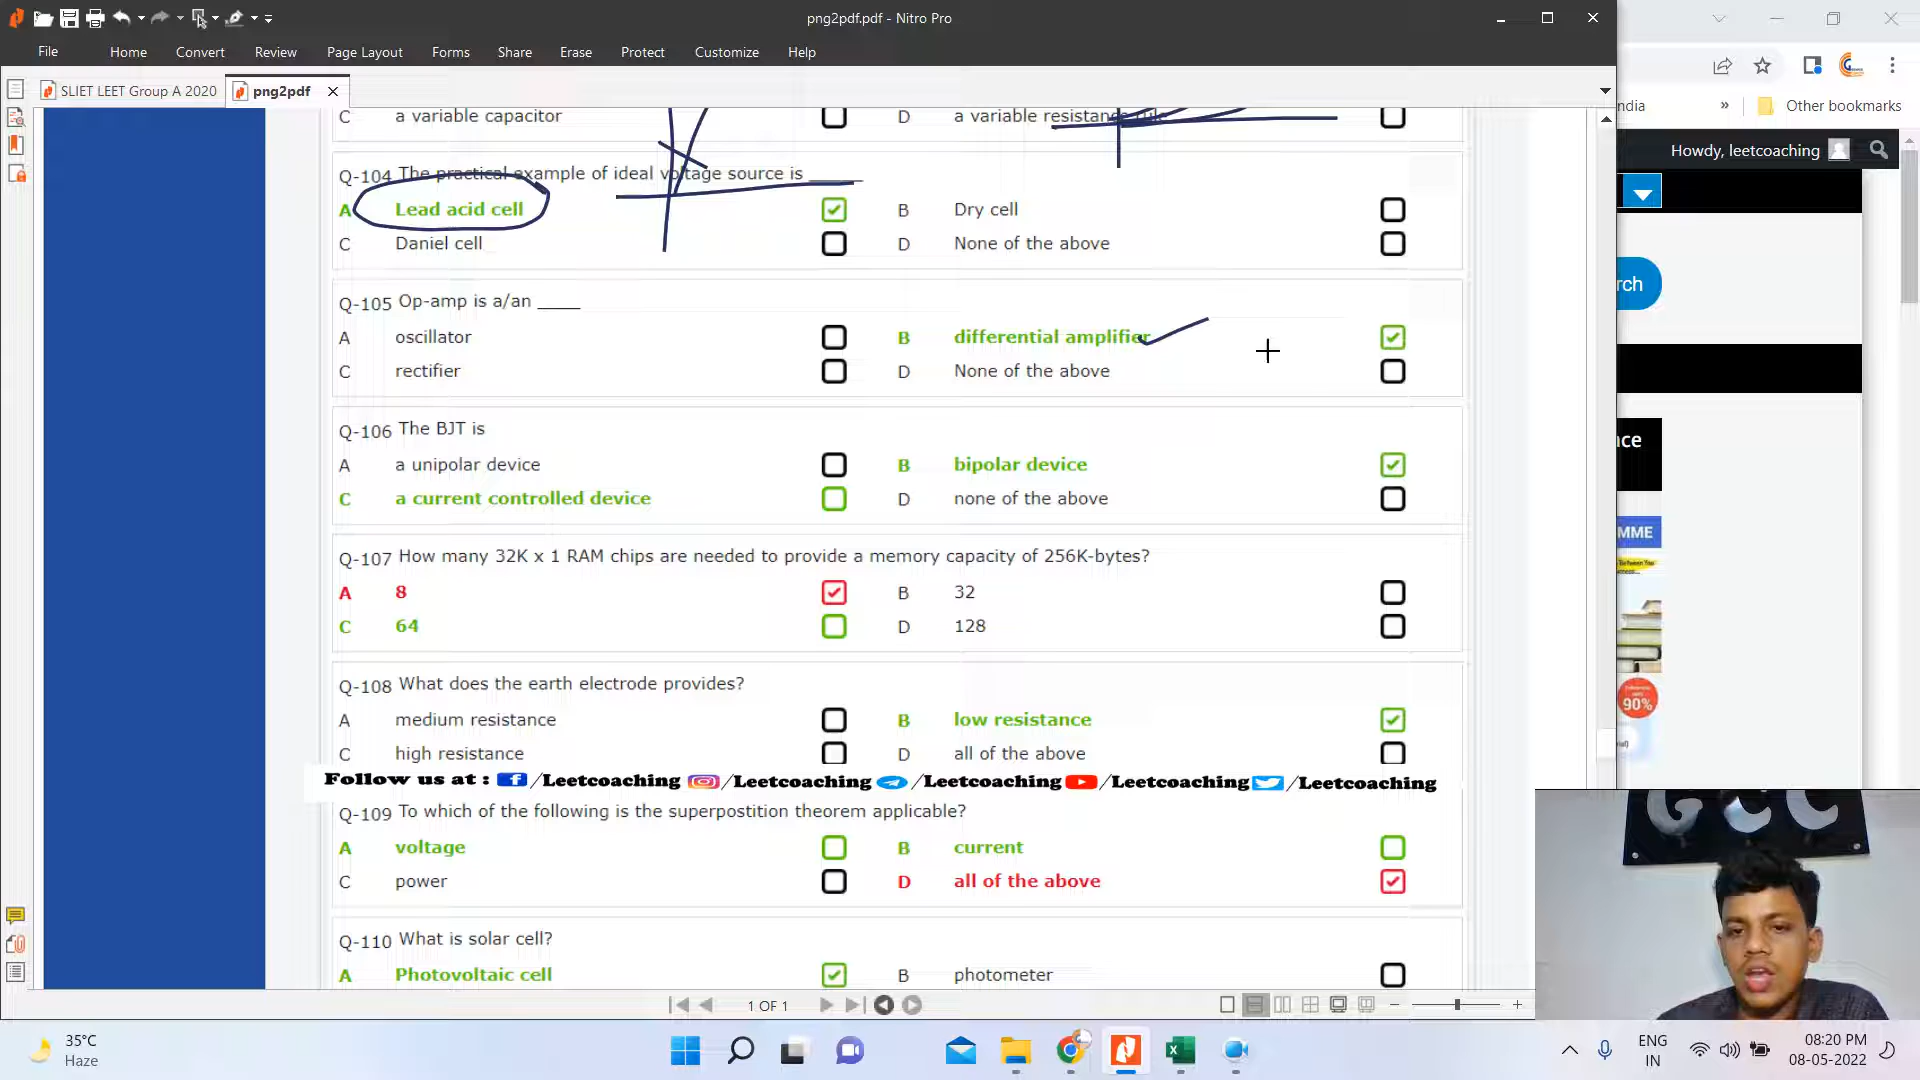 png2pdf.pdf - Nitro Pro
File Home Convert Review Page Layout Forms Share Erase Protect Customize Help
SLIET LEET Group A 2020 png2pdf
ndia » Other bookmarks
Howdy, leetcoaching
C a variable capacitor D a variable resistance
Q-104 The practical example of ideal voltage source is _____
A Lead acid cell B Dry cell
C Daniel cell D None of the above
rch
Q-105 Op-amp is a/an ____
A oscillator B differential amplifier
C rectifier D None of the above
Q-106 The BJT is
nce
A a unipolar device B bipolar device
C a current controlled device D none of the above
MME
Q-107 How many 32K x 1 RAM chips are needed to provide a memory capacity of 256K-bytes?
A 8 B 32
C 64 D 128
Q-108 What does the earth electrode provides?
90%
A medium resistance B low resistance
C high resistance D all of the above
Follow us at : /Leetcoaching /Leetcoaching /Leetcoaching /Leetcoaching /Leetcoaching
Q-109 To which of the following is the superpostition theorem applicable?
GCC
A voltage B current
C power D all of the above
Q-110 What is solar cell?
A Photovoltaic cell B photometer
1 OF 1
35°C
Haze
ENG
IN
08:20 PM
08-05-2022